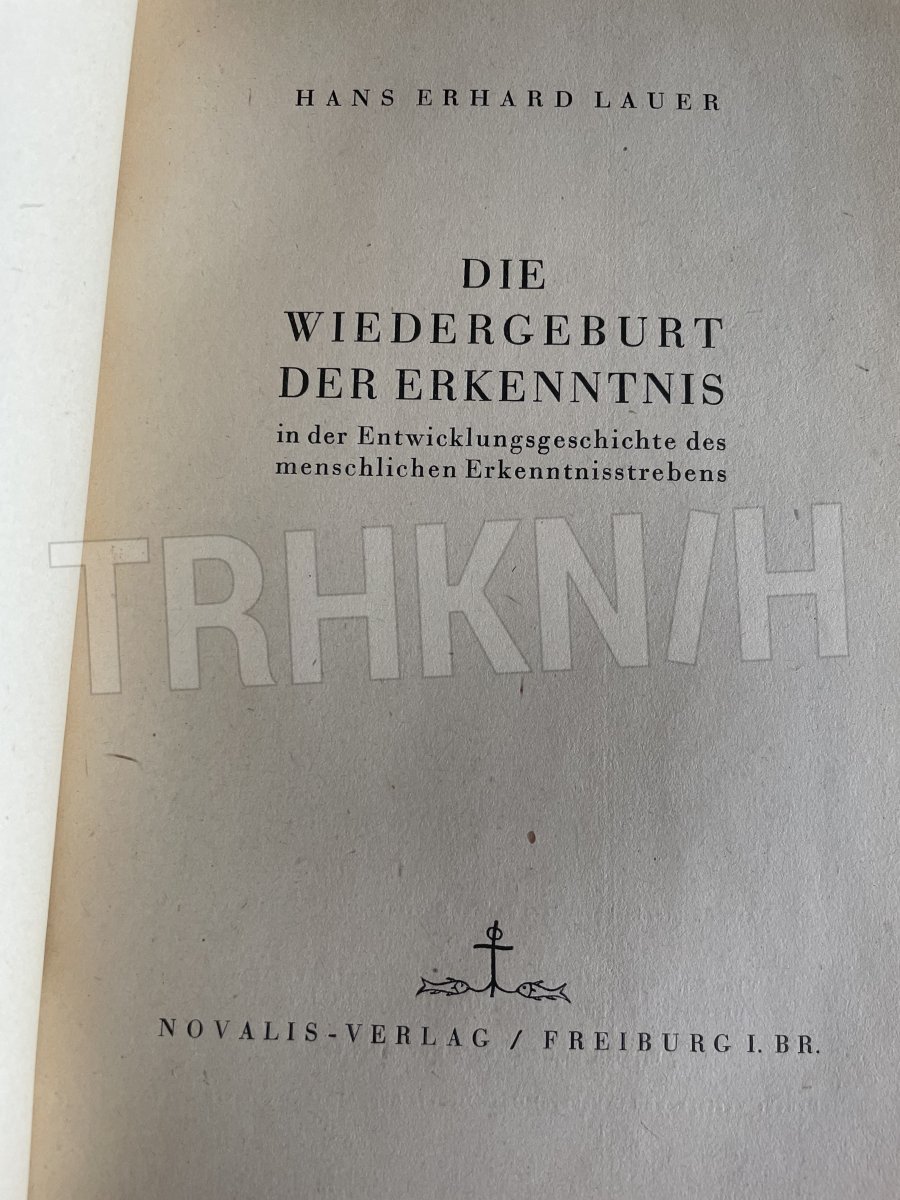 HANS ERHARD LAUER
DIE
WIEDERGEBURT
DER ERKENNTNIS
in der Entwicklungsgeschichte des
menschlichen Erkenntnisstrebens
TRHKN/H
NOVALIS-VERLAG / FREIBURG I. BR.